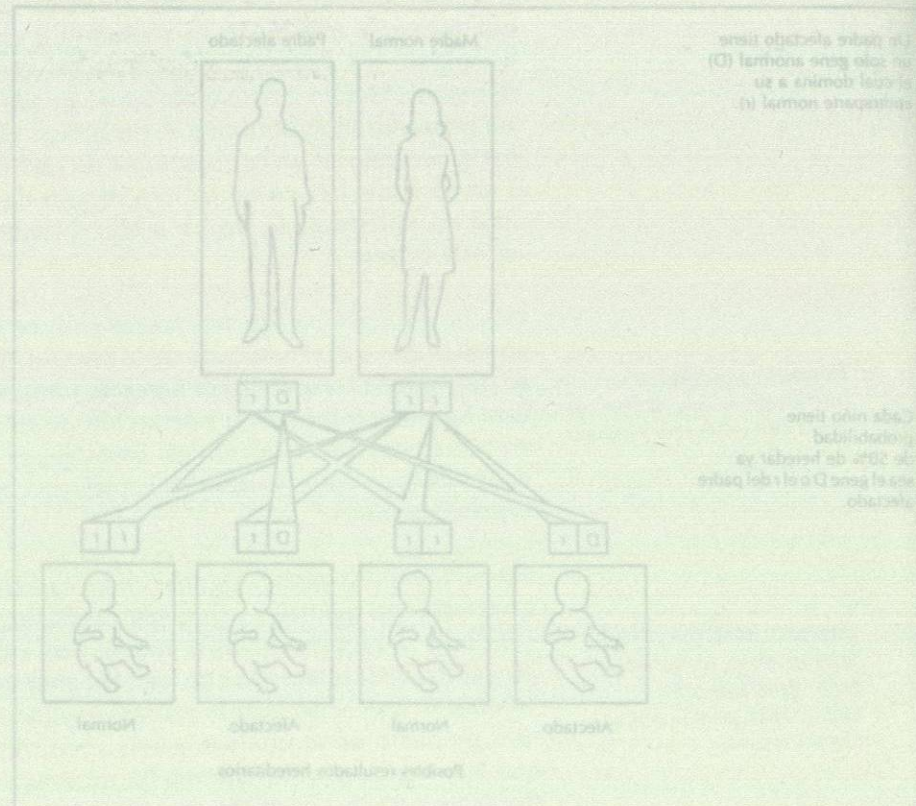 Un padre afectado tiene
un solo gene anormal (D)
el cual domina a su
contraparte normal (r).
Padre afectado
Madre normal
D r
r r
Cada niño tiene
probabilidad
de 50% de heredar ya
sea el gene D o el r del padre
afectado.
D r
r r
D r
r r
Afectado
Normal
Afectado
Normal
Posibles resultados hereditarios